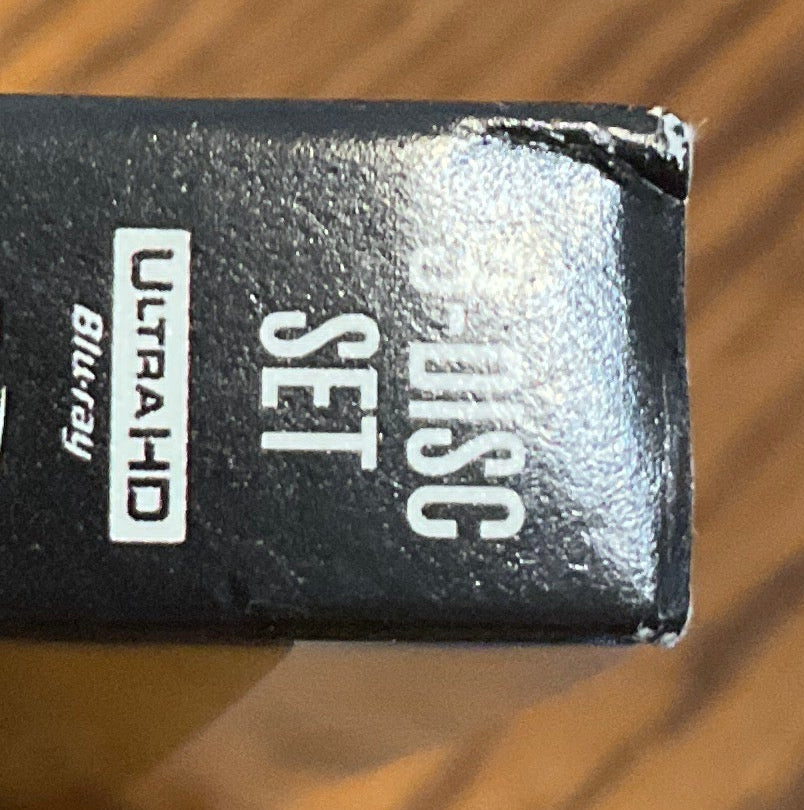 -DISC
SET
ULTRA HD
Blu-ray